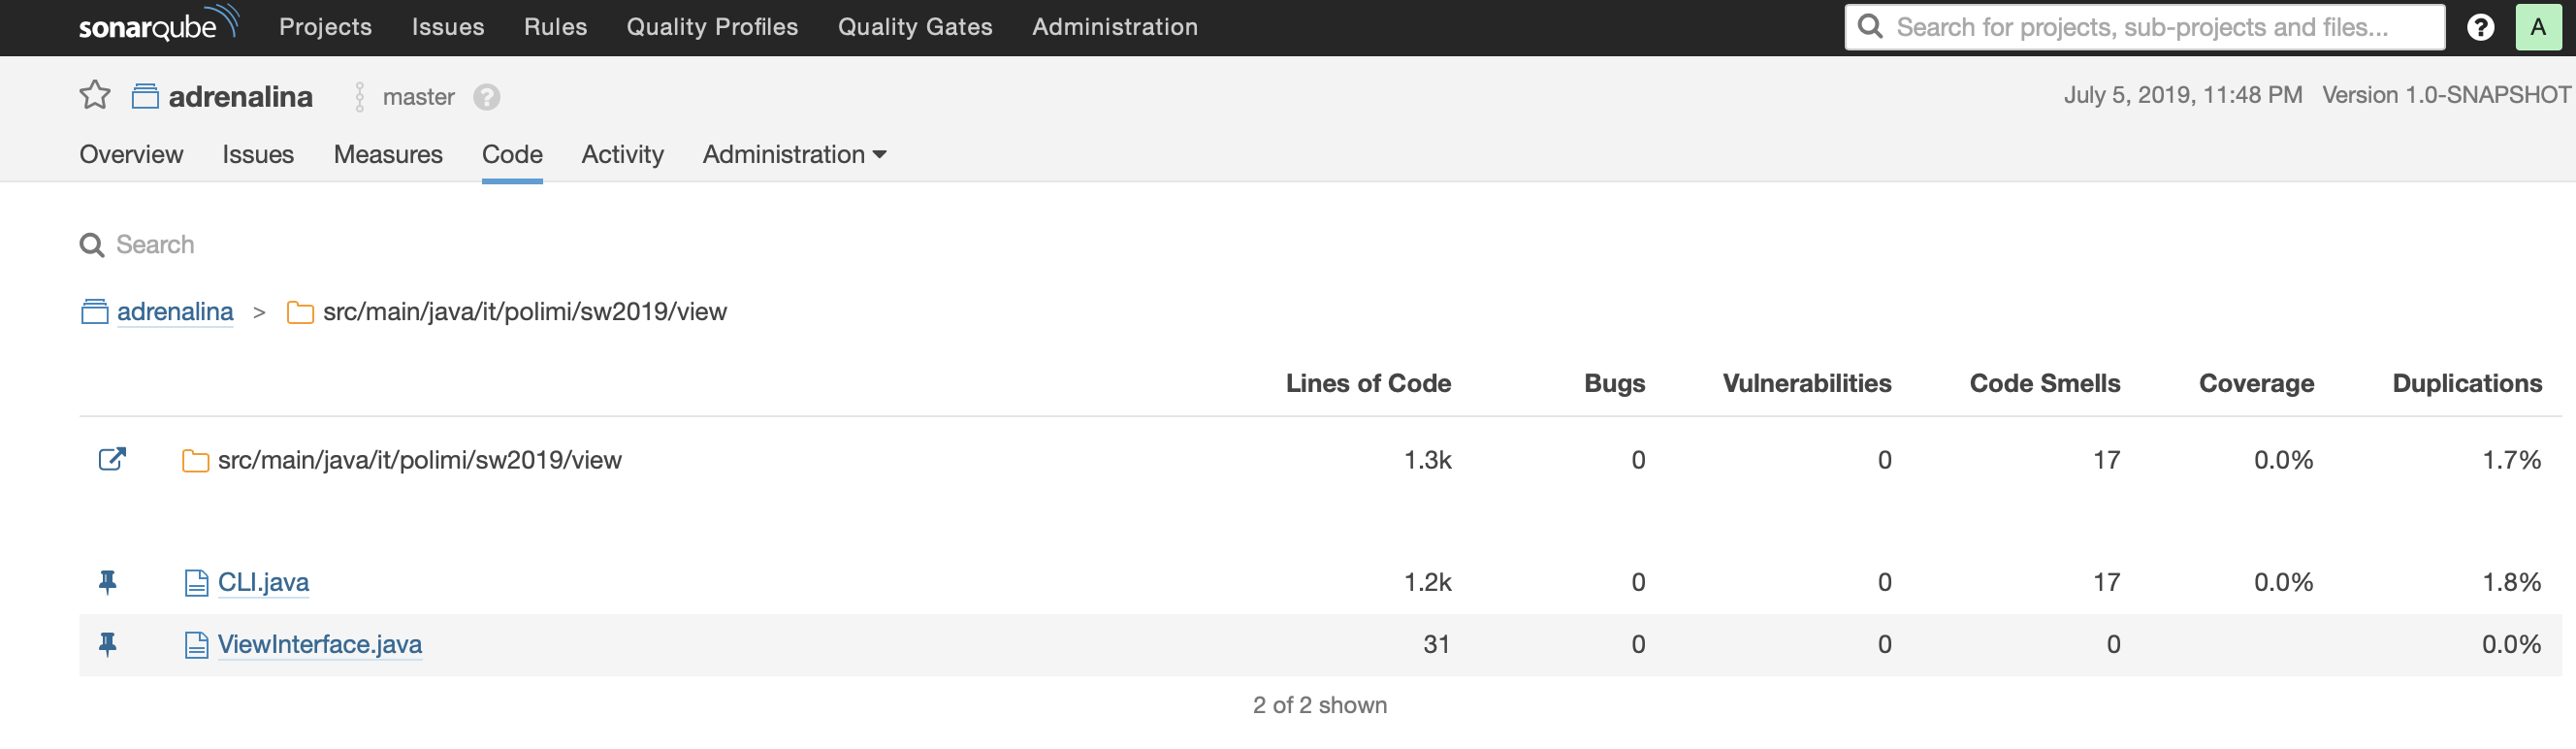 sonarqube Projects Issues Rules Quality Profiles Quality Gates Administration Search for projects, sub-projects and files... ? A
adrenalina master ? July 5, 2019, 11:48 PM Version 1.0-SNAPSHOT
Overview Issues Measures Code Activity Administration
Search
adrenalina > src/main/java/it/polimi/sw2019/view
Lines of Code Bugs Vulnerabilities Code Smells Coverage Duplications
src/main/java/it/polimi/sw2019/view 1.3k 0 0 17 0.0% 1.7%
CLI.java 1.2k 0 0 17 0.0% 1.8%
ViewInterface.java 31 0 0 0 0.0%
2 of 2 shown